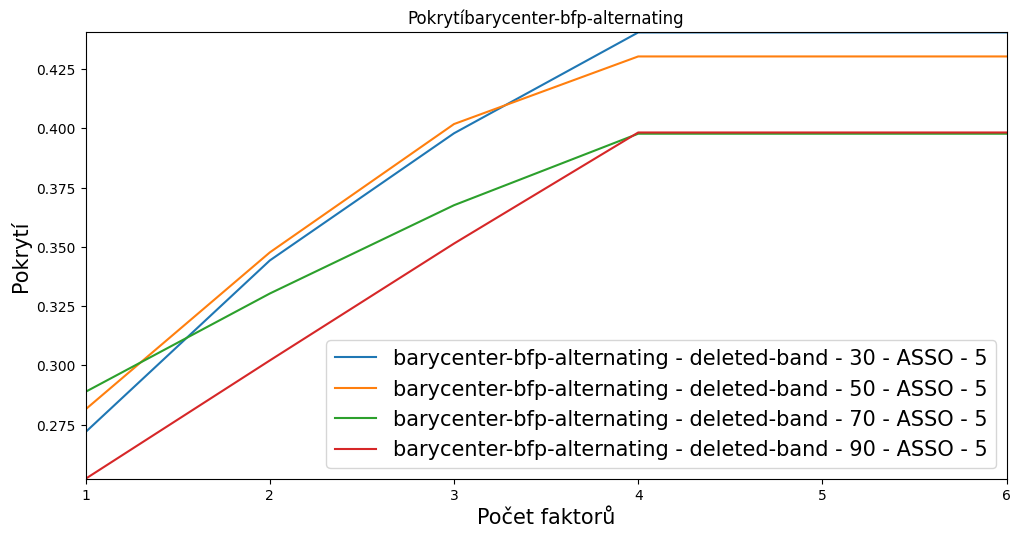 Pokrytíbarycenter-bfp-alternating
0.425
0.400
0.375
0.350
0.325
0.300
0.275
Pokrytí
barycenter-bfp-alternating - deleted-band - 30 - ASSO - 5
barycenter-bfp-alternating - deleted-band - 50 - ASSO - 5
barycenter-bfp-alternating - deleted-band - 70 - ASSO - 5
barycenter-bfp-alternating - deleted-band - 90 - ASSO - 5
1 2 3 4 5 6
Počet faktorů